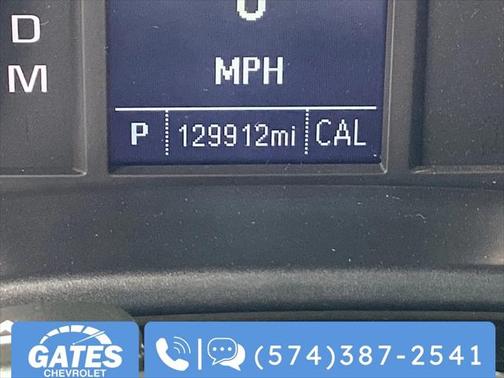 D
M
MPH
P 129912mi CAL
GATES
CHEVROLET
(574)387-2541